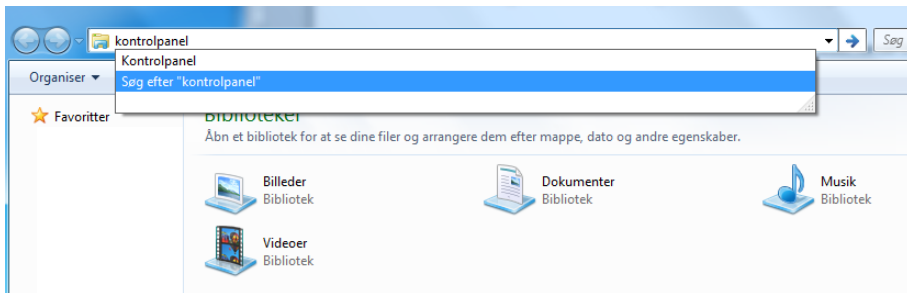 kontrolpanel
Søg
Kontrolpanel
Søg efter "kontrolpanel"
Organiser
Favoritter
Biblioteker
Åbn et bibliotek for at se dine filer og arrangere dem efter mappe, dato og andre egenskaber.
Billeder
Bibliotek
Dokumenter
Bibliotek
Musik
Bibliotek
Videoer
Bibliotek